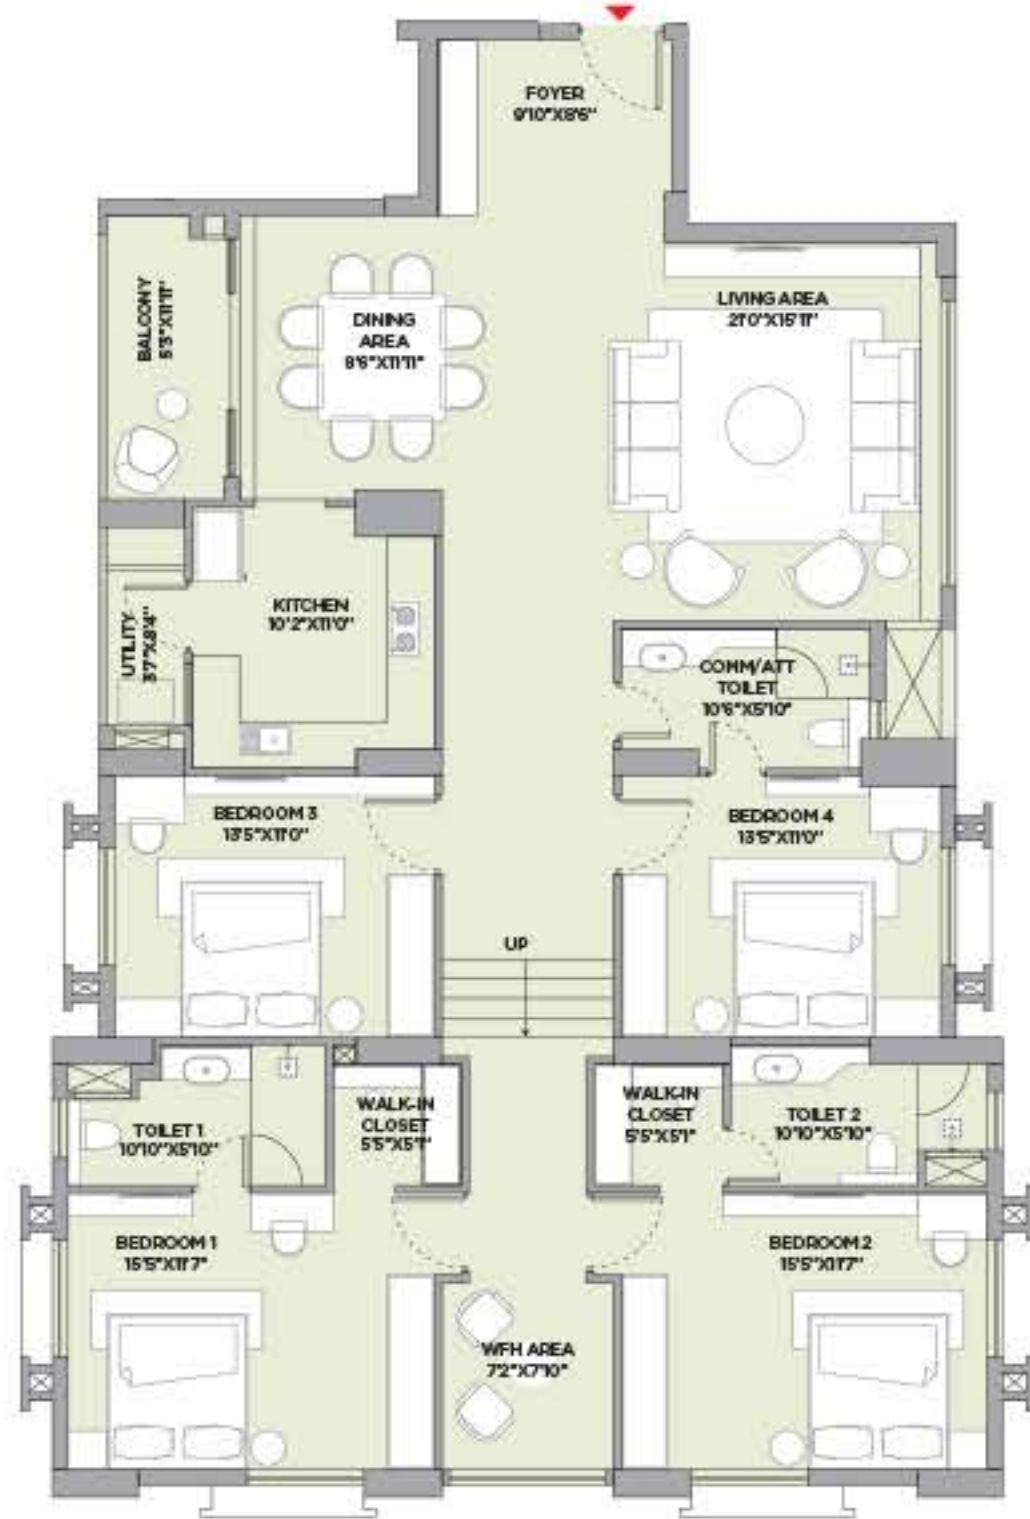 FOYER
9'10"X8'6"
BALCONY
5'3"X11'11"
DINING
AREA
8'6"X11'11"
LIVING AREA
21'0"X15'11"
UTILITY
3'7"X8'4"
KITCHEN
10'2"X11'0"
COMM/ATT
TOILET
10'6"X5'10"
BEDROOM 3
13'5"X11'0"
BEDROOM 4
13'5"X11'0"
UP
TOILET 1
10'10"X5'10"
WALK-IN
CLOSET
5'5"X5'1"
WALK-IN
CLOSET
5'5"X5'1"
TOILET 2
10'10"X5'10"
BEDROOM 1
15'5"X11'7"
BEDROOM 2
15'5"X11'7"
WFH AREA
7'2"X7'10"